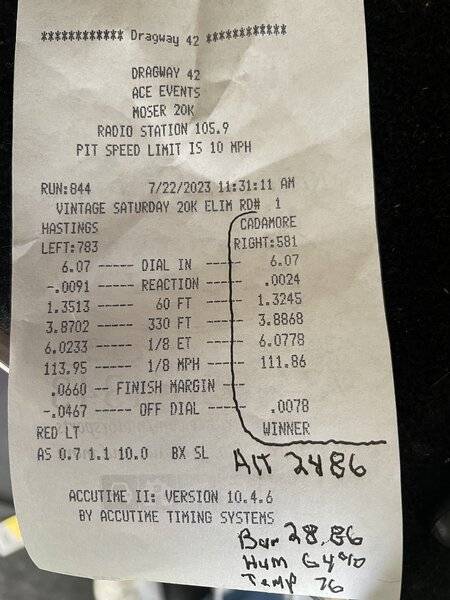 ************ Dragway 42 ************
DRAGWAY 42
ACE EVENTS
MOSER 20K
RADIO STATION 105.9
PIT SPEED LIMIT IS 10 MPH
RUN:844 7/22/2023 11:31:11 AM
VINTAGE SATURDAY 20K ELIM RD# 1
HASTINGS CADAMORE
LEFT:783 RIGHT:581
6.07 ----- DIAL IN ----- 6.07
-.0091 ----- REACTION ----- .0024
1.3513 ----- 60 FT ----- 1.3245
3.8702 ----- 330 FT ----- 3.8868
6.0233 ----- 1/8 ET ----- 6.0778
113.95 ----- 1/8 MPH ----- 111.86
.0660 -- FINISH MARGIN ---
-.0467 ----- OFF DIAL ----- .0078
RED LT WINNER
AS 0.7 1.1 10.0 BX SL
Alt 2486
ACCUTIME II: VERSION 10.4.6
BY ACCUTIME TIMING SYSTEMS
Bar 28.86
Hum 64%
Temp 76